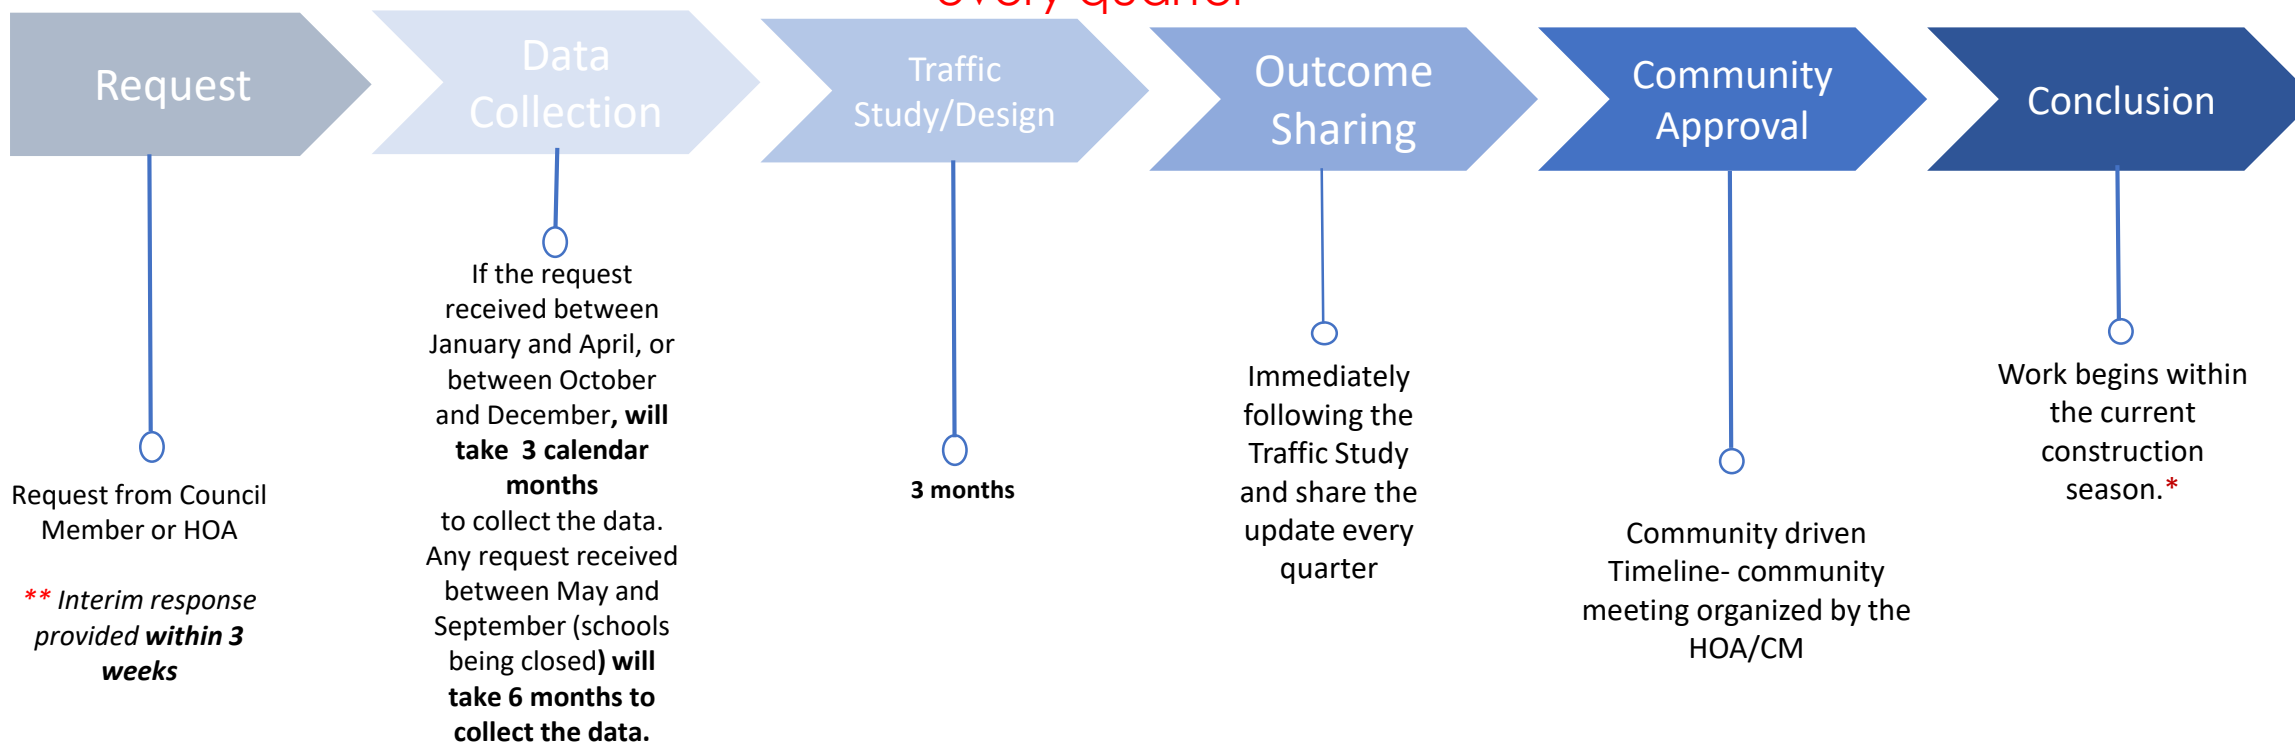 every quarter
Request
Data
Collection
Traffic
Study/Design
Outcome
Sharing
Community
Approval
Conclusion
Request from Council
Member or HOA
** Interim response
provided within 3
weeks
If the request
received between
January and April, or
between October
and December, will
take 3 calendar
months
to collect the data.
Any request received
between May and
September (schools
being closed) will
take 6 months to
collect the data.
3 months
Immediately
following the
Traffic Study
and share the
update every
quarter
Community driven
Timeline- community
meeting organized by the
HOA/CM
Work begins within
the current
construction
season.*